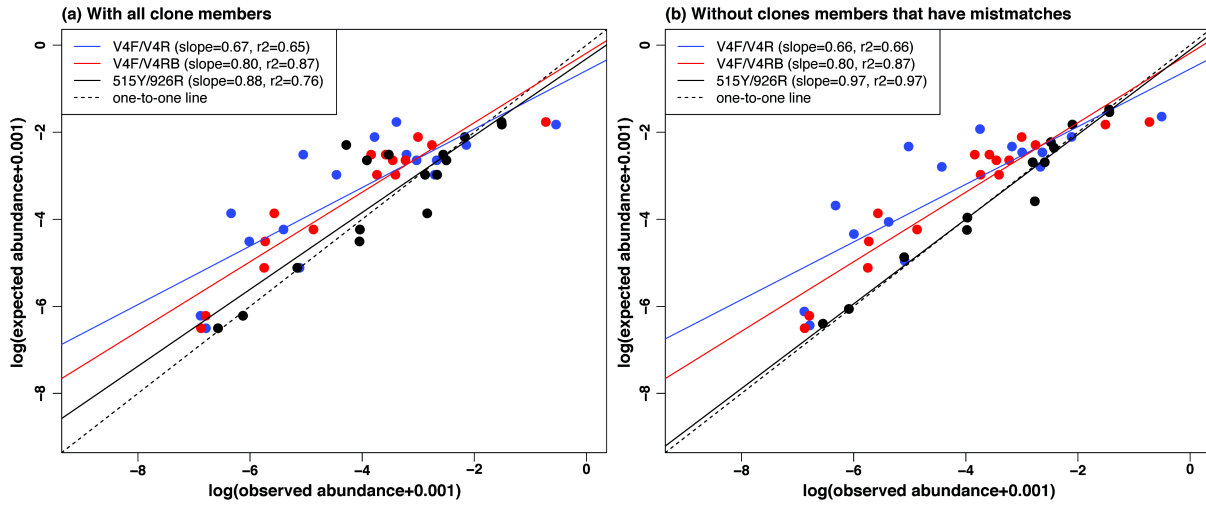 (a) With all clone members
V4F/V4R (slope=0.67, r2=0.65)
V4F/V4RB (slope=0.80, r2=0.87)
515Y/926R (slope=0.88, r2=0.76)
one-to-one line
log(expected abundance+0.001)
0
−2
−4
−6
−8
−8 −6 −4 −2 0
log(observed abundance+0.001)
(b) Without clones members that have mistmaches
V4F/V4R (slope=0.66, r2=0.66)
V4F/V4RB (slpe=0.80, r2=0.87)
515Y/926R (slope=0.97, r2=0.97)
one-to-one line
log(expected abundance+0.001)
0
−2
−4
−6
−8
−8 −6 −4 −2 0
log(observed abundance+0.001)